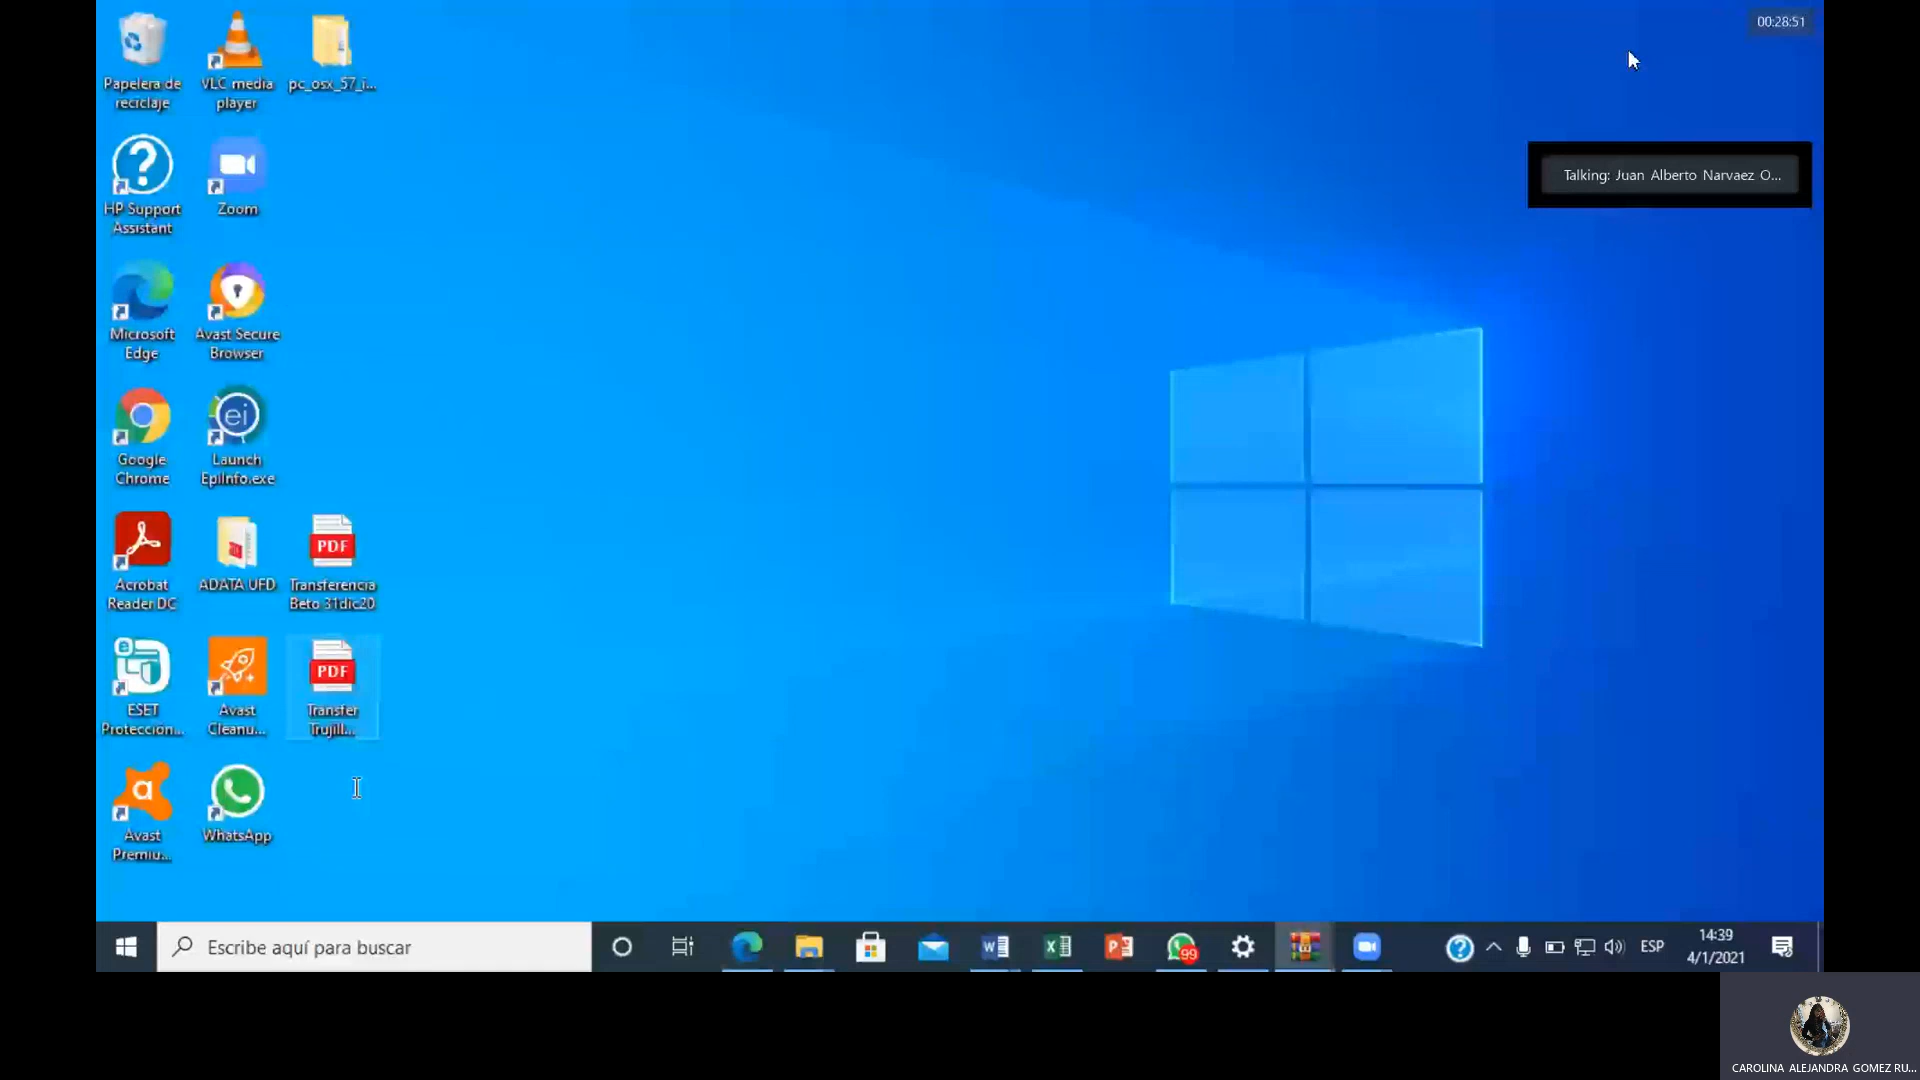 00:28:51
Talking: Juan Alberto Narvaez O...
Papelera de
reciclaje
VLC media
player
pc_osx_57_i...
HP Support
Assistant
Zoom
Microsoft
Edge
Avast Secure
Browser
Google
Chrome
ei
Launch
EpiInfo.exe
Acrobat
Reader DC
ADATA UFD
PDF
Transferencia
Beto 31dic20
ESET
Proteccion...
Avast
Cleanu...
PDF
Transfer
Trujill...
Avast
Premiu...
WhatsApp
Escribe aquí para buscar
99
ESP
14:39
4/1/2021
CAROLINA ALEJANDRA GOMEZ RU...